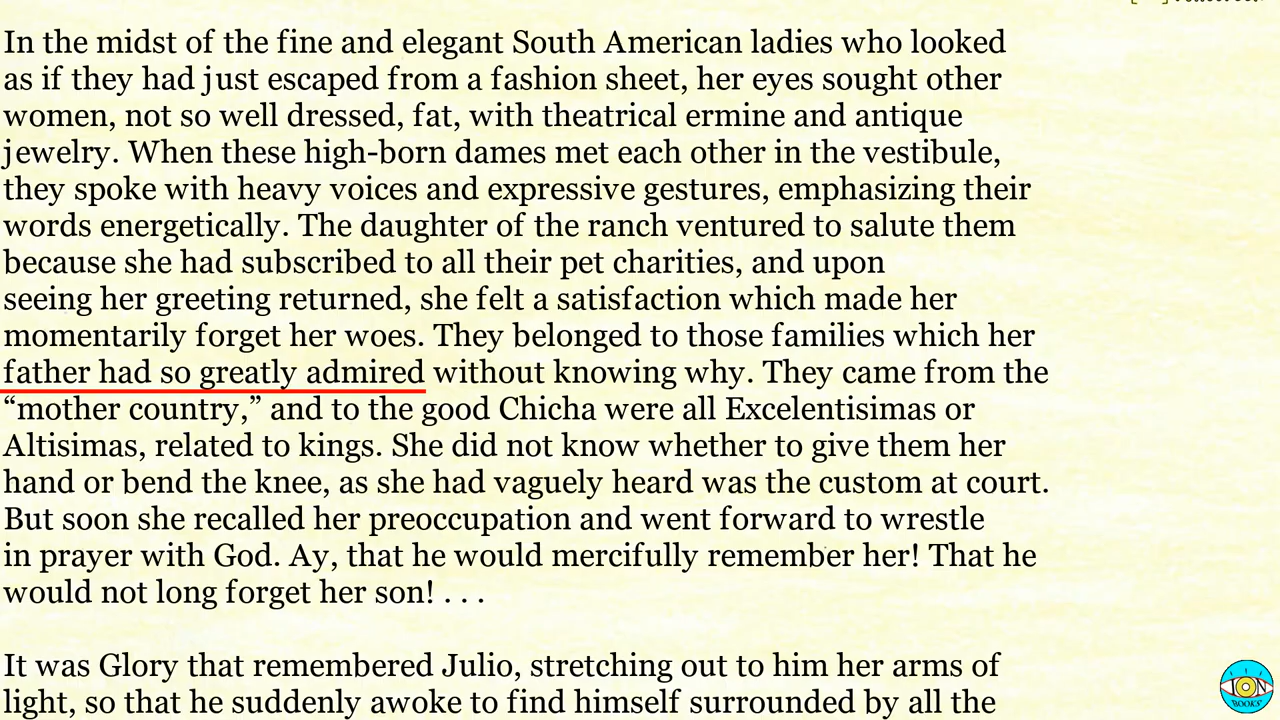 In the midst of the fine and elegant South American ladies who looked
as if they had just escaped from a fashion sheet, her eyes sought other
women, not so well dressed, fat, with theatrical ermine and antique
jewelry. When these high-born dames met each other in the vestibule,
they spoke with heavy voices and expressive gestures, emphasizing their
words energetically. The daughter of the ranch ventured to salute them
because she had subscribed to all their pet charities, and upon
seeing her greeting returned, she felt a satisfaction which made her
momentarily forget her woes. They belonged to those families which her
father had so greatly admired without knowing why. They came from the
“mother country,” and to the good Chicha were all Excelentisimas or
Altisimas, related to kings. She did not know whether to give them her
hand or bend the knee, as she had vaguely heard was the custom at court.
But soon she recalled her preoccupation and went forward to wrestle
in prayer with God. Ay, that he would mercifully remember her! That he
would not long forget her son! . . .
It was Glory that remembered Julio, stretching out to him her arms of
light, so that he suddenly awoke to find himself surrounded by all the
ION
BOOKS